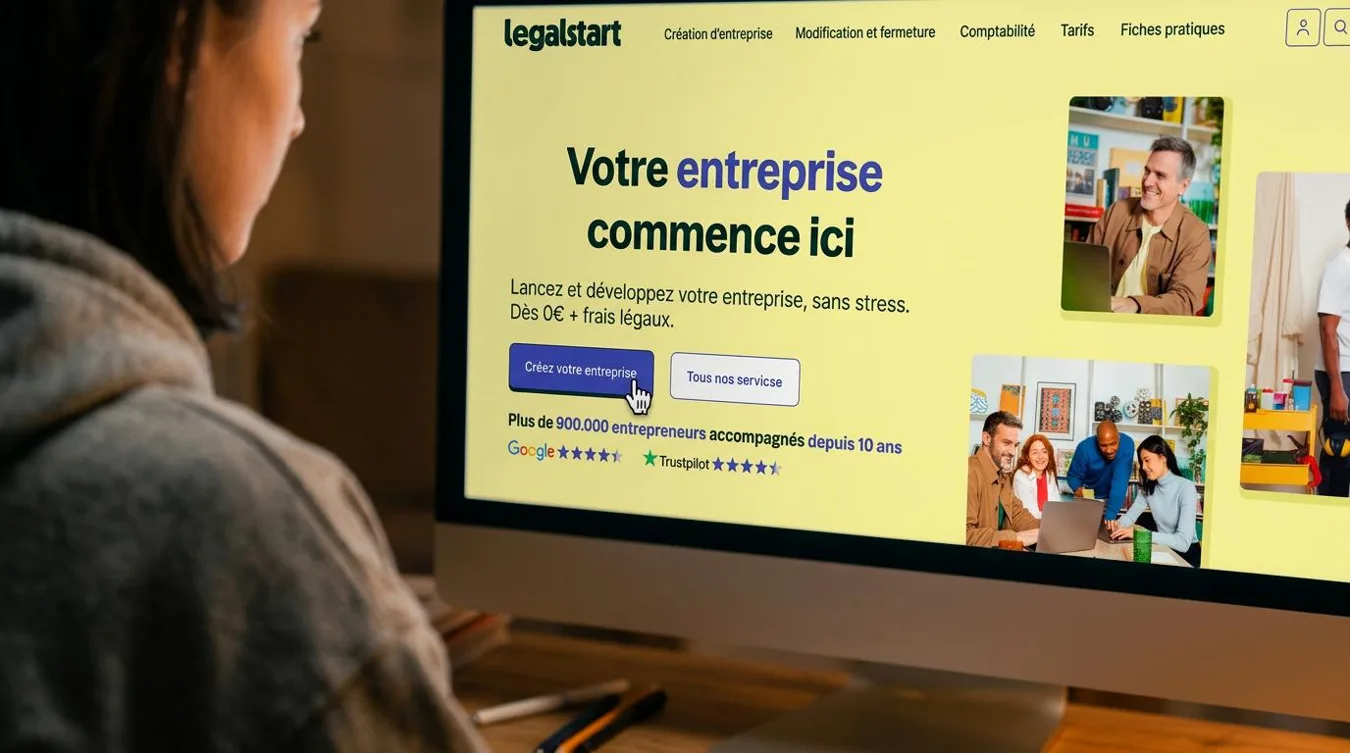 legalstart
Création d'entreprise
Modification et fermeture
Comptabilité
Tarifs
Fiches pratiques
Votre entreprise
commence ici
Lancez et développez votre entreprise, sans stress.
Dès 0€ + frais légaux.
Créez votre entreprise
Tous nos servicse
Plus de 900.000 entrepreneurs accompagnés depuis 10 ans
Google
Trustpilot